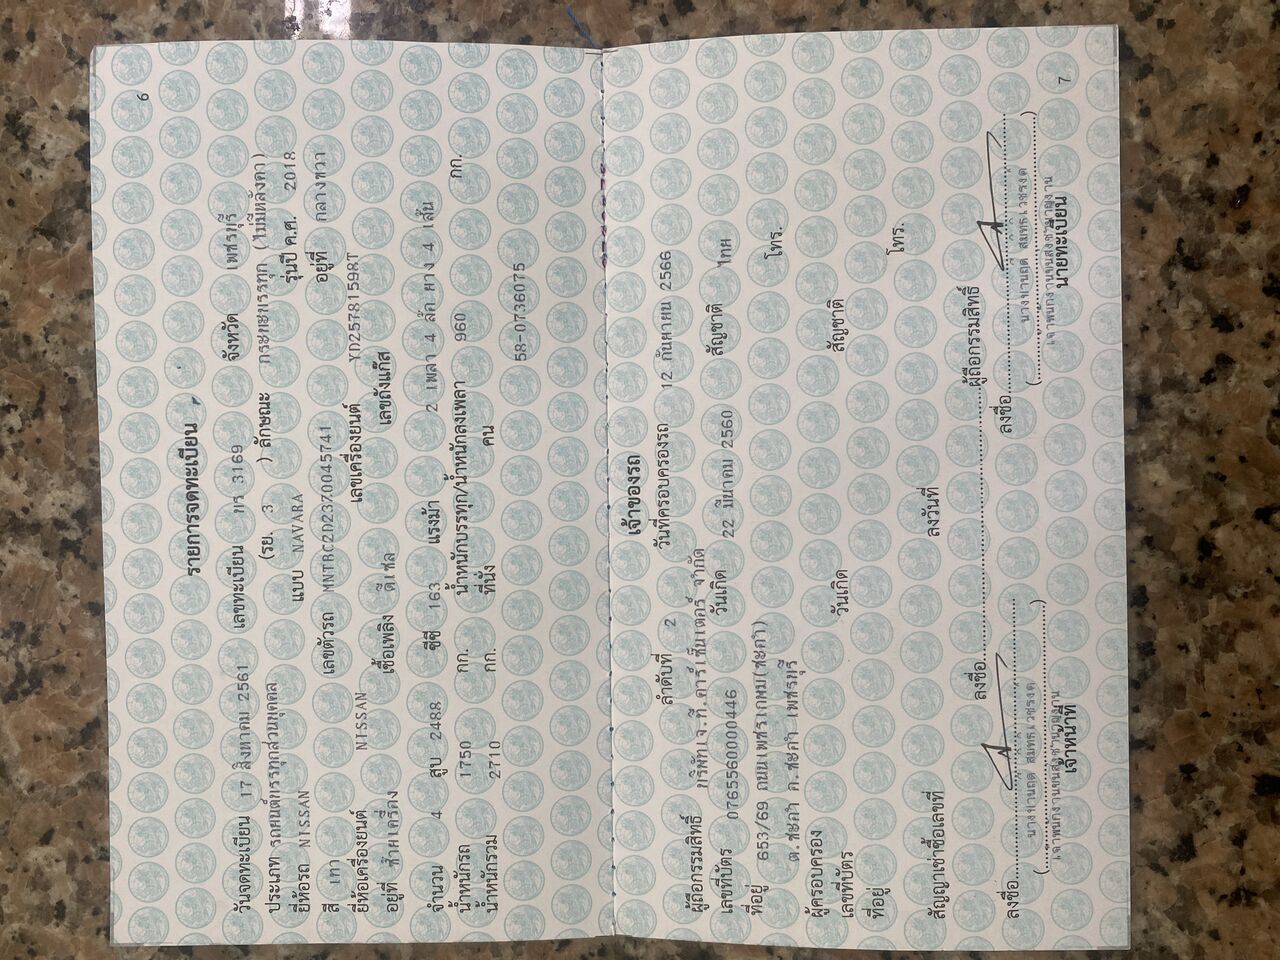 6
รายการจดทะเบียน
วันจดทะเบียน 17 สิงหาคม 2561 เลขทะเบียน 3169 จังหวัด เพชรบุรี
ประเภท รถยนต์บรรทุกส่วนบุคคล (รย. 3 ) ลักษณะ กระบะบรรทุก (ไม่มีหลังคา)
ยี่ห้อรถ NISSAN แบบ NAVARA รุ่นปี ค.ศ. 2018
สี เทา เลขตัวรถ MNTBC2D23Z0045741 อยู่ที่ กลางขวา
ยี่ห้อเครื่องยนต์ NISSAN เลขเครื่องยนต์ YD25781598T
อยู่ที่ ซ้ายเครื่อง เชื้อเพลิง ดีเซล เลขถังแก๊ส
จำนวน 4 สูบ 2488 ซีซี 163 แรงม้า 2 เพลา 4 ล้อ ยาง 4 เส้น
น้ำหนักรถ 1750 กก. น้ำหนักบรรทุก/น้ำหนักลงเพลา 960 กก.
น้ำหนักรวม 2710 กก. ที่นั่ง คน
58-0736075
เจ้าของรถ
ลำดับที่ 2 วันที่ครอบครองรถ 12 กันยายน 2566
ผู้ถือกรรมสิทธิ์ บริษัทเจ.ที.คาร์เซ็นเตอร์ จำกัด
เลขที่บัตร 0765560000446 วันเกิด 22 มีนาคม 2560 สัญชาติ ไทย
ที่อยู่ 653/69 ถนนเพชรเกษม(ชะอำ) โทร.
ต.ชะอำ อ.ชะอำ เพชรบุรี
ผู้ครอบครอง
เลขที่บัตร วันเกิด สัญชาติ
ที่อยู่ โทร.
สัญญาเช่าซื้อเลขที่ ลงวันที่
ลงชื่อ ผู้ถือกรรมสิทธิ์
ลงชื่อ ลงชื่อ
เจ้าหน้าที่ นายทะเบียน
7